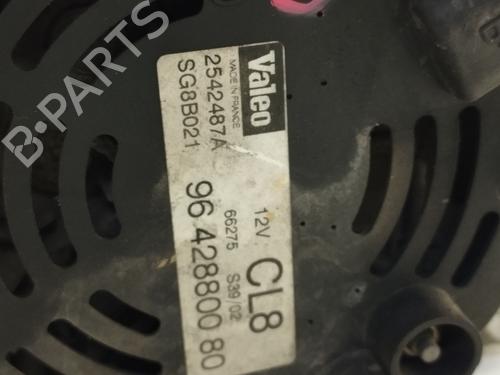 Valeo
MADE IN FRANCE
2542487A
SG8B021
12V CL8
66275 S39/02
96 428800 80
B-PARTS